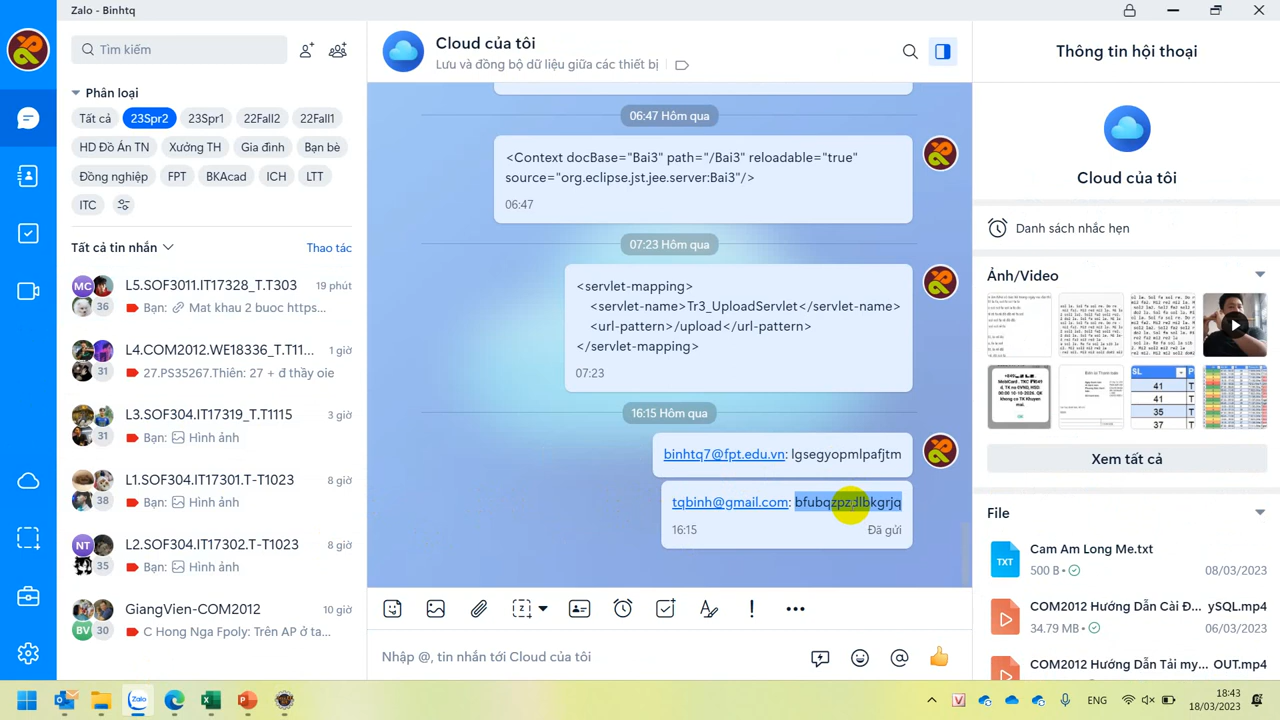 Zalo - Binhtq
Tìm kiếm
Phân loại
Tất cả 23Spr2 23Spr1 22Fall2 22Fall1
HD Đồ Án TN Xưởng TH Gia đình Bạn bè
Đồng nghiệp FPT BKAcad ICH LTT
ITC
Tất cả tin nhắn Thao tác
MC L5.SOF3011.IT17328_T.T303 19 phút
36 Bạn: Mat khau 2 buoc https...
L4.COM2012.WE18336_T.T1... 1 giờ
31 27.PS35267.Thiên: 27 + đ thầy oie
L3.SOF304.IT17319_T.T1115 3 giờ
31 Bạn: Hình ảnh
L1.SOF304.IT17301.T-T1023 8 giờ
38 Bạn: Hình ảnh
NT L2.SOF304.IT17302.T-T1023 8 giờ
35 Bạn: Hình ảnh
GiangVien-COM2012 10 giờ
BV 30 C Hong Nga Fpoly: Trên AP ở ta...
Cloud của tôi
Lưu và đồng bộ dữ liệu giữa các thiết bị
06:47 Hôm qua
<Context docBase="Bai3" path="/Bai3" reloadable="true"
source="org.eclipse.jst.jee.server:Bai3"/>
06:47
07:23 Hôm qua
<servlet-mapping>
<servlet-name>Tr3_UploadServlet</servlet-name>
<url-pattern>/upload</url-pattern>
</servlet-mapping>
07:23
16:15 Hôm qua
binhtq7@fpt.edu.vn: lgsegyopmlpafjtm
tqbinh@gmail.com: bfubqzpzdlbkgrjq
16:15 Đã gửi
Nhập @, tin nhắn tới Cloud của tôi
Thông tin hội thoại
Cloud của tôi
Danh sách nhắc hẹn
Ảnh/Video
SL
41
41
35
37
Xem tất cả
File
TXT Cam Am Long Me.txt
500 B 08/03/2023
COM2012 Hướng Dẫn Cài Đ... ySQL.mp4
34.79 MB 06/03/2023
COM2012 Hướng Dẫn Tải my... OUT.mp4
Zalo
ENG
18:43
18/03/2023